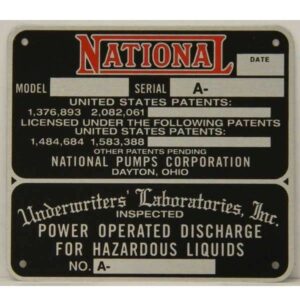 NATIONAL
DATE
MODEL SERIAL A-
UNITED STATES PATENTS:
1,376,893 2,082,061
LICENSED UNDER THE FOLLOWING PATENTS
UNITED STATES PATENTS:
1,484,684 1,583,388
OTHER PATENTS PENDING
NATIONAL PUMPS CORPORATION
DAYTON, OHIO
Underwriters' Laboratories, Inc.
INSPECTED
POWER OPERATED DISCHARGE
FOR HAZARDOUS LIQUIDS
NO. A-